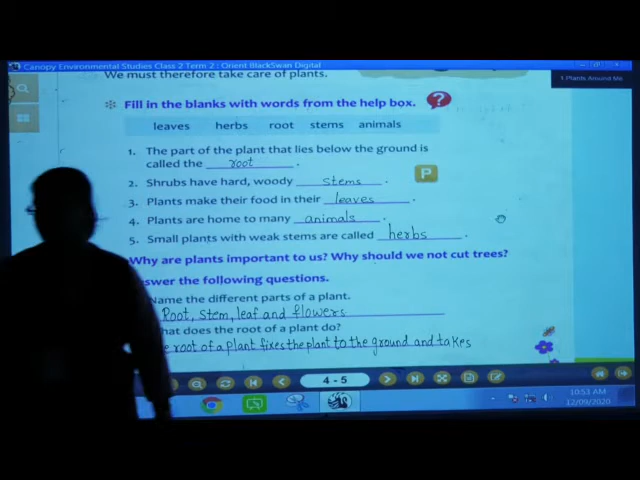 Canopy Environmental Studies Class 2 Term 2 : Orient BlackSwan Digital
1.Plants Around Me
We must therefore take care of plants.
Fill in the blanks with words from the help box. ?
leaves herbs root stems animals
1. The part of the plant that lies below the ground is
called the root.
P
2. Shrubs have hard, woody stems.
3. Plants make their food in their leaves.
4. Plants are home to many animals.
5. Small plants with weak stems are called herbs.
Why are plants important to us? Why should we not cut trees?
the following questions.
Name the different parts of a plant.
Root, stem, leaf and flowers
does the root of a plant do?
root of a plant fixes the plant to the ground and takes
4 - 5
10:53 AM
12/09/2020